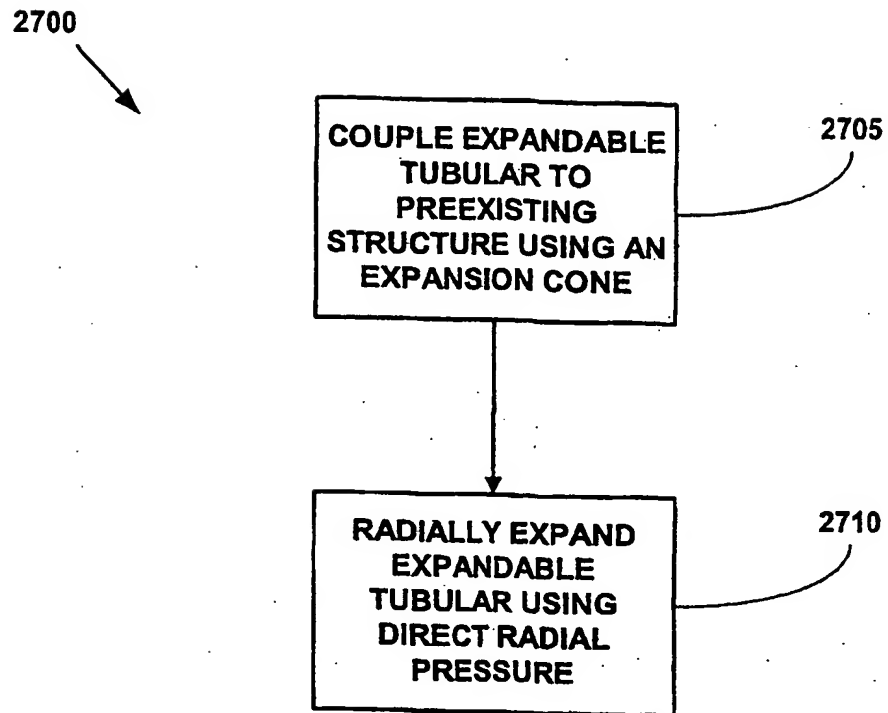 2700
COUPLE EXPANDABLE
TUBULAR TO
PREEXISTING
STRUCTURE USING AN
EXPANSION CONE
2705
RADIALLY EXPAND
EXPANDABLE
TUBULAR USING
DIRECT RADIAL
PRESSURE
2710